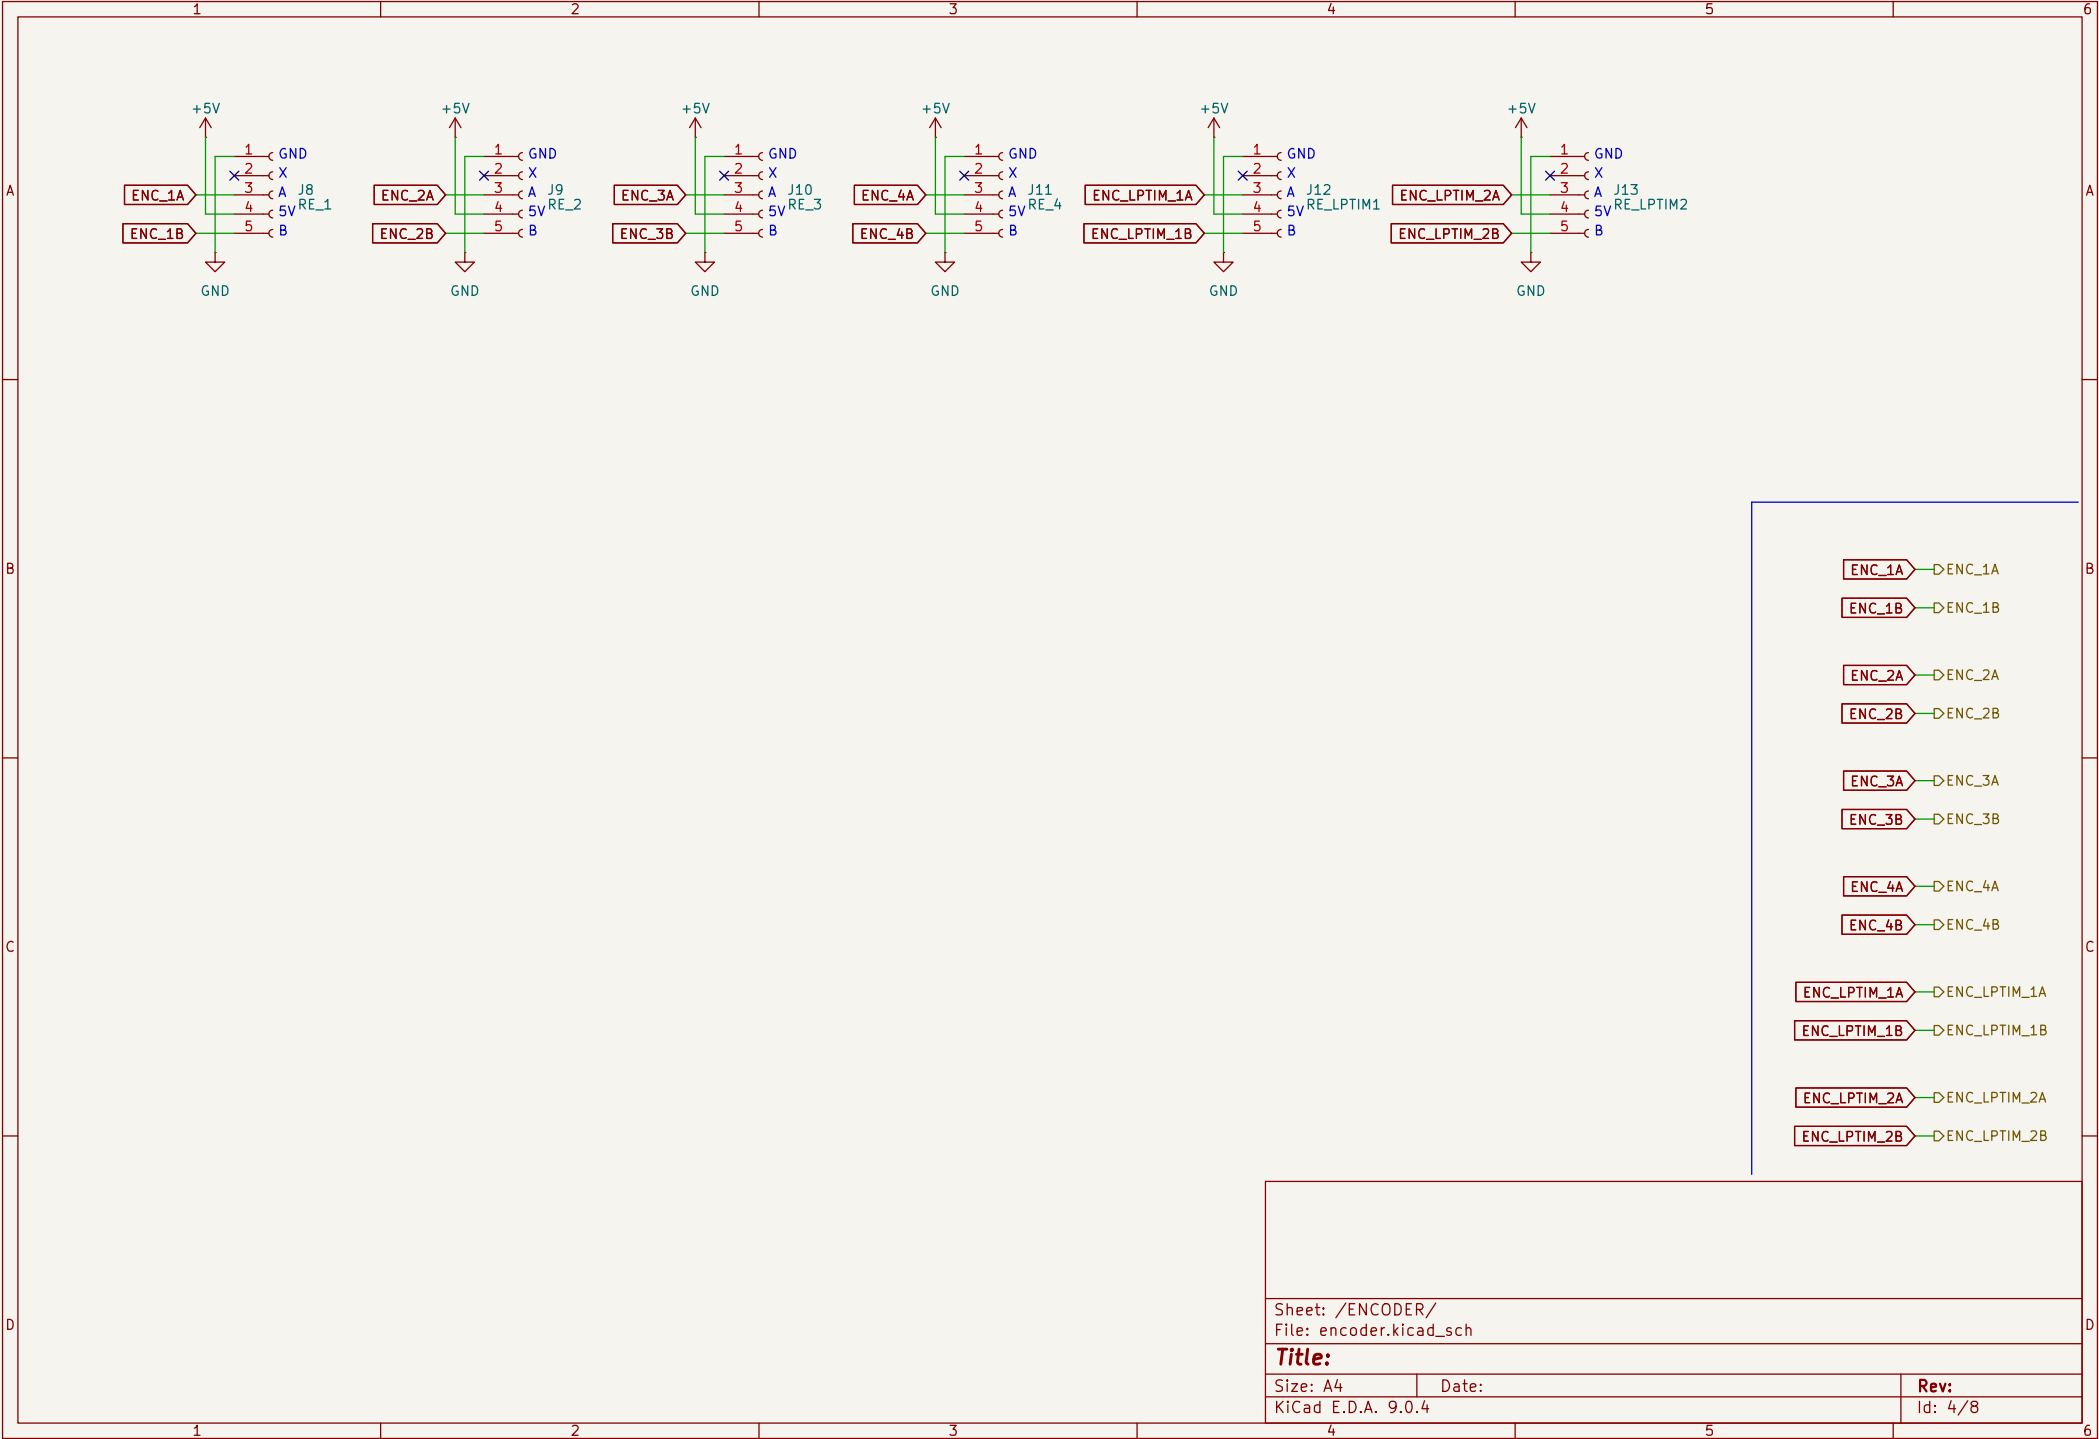 1 2 3 4 5 6
+5V +5V +5V +5V +5V +5V
1 GND 1 GND 1 GND 1 GND 1 GND 1 GND
2 X 2 X 2 X 2 X 2 X 2 X
A ENC_1A 3 A J8 ENC_2A 3 A J9 ENC_3A 3 A J10 ENC_4A 3 A J11 ENC_LPTIM_1A 3 A J12 ENC_LPTIM_2A 3 A J13 A
4 5V RE_1 4 5V RE_2 4 5V RE_3 4 5V RE_4 4 5V RE_LPTIM1 4 5V RE_LPTIM2
ENC_1B 5 B ENC_2B 5 B ENC_3B 5 B ENC_4B 5 B ENC_LPTIM_1B 5 B ENC_LPTIM_2B 5 B
GND GND GND GND GND GND
B ENC_1A ENC_1A B
ENC_1B ENC_1B
ENC_2A ENC_2A
ENC_2B ENC_2B
ENC_3A ENC_3A
ENC_3B ENC_3B
ENC_4A ENC_4A
ENC_4B ENC_4B
C C
ENC_LPTIM_1A ENC_LPTIM_1A
ENC_LPTIM_1B ENC_LPTIM_1B
ENC_LPTIM_2A ENC_LPTIM_2A
ENC_LPTIM_2B ENC_LPTIM_2B
Sheet: /ENCODER/
D D
File: encoder.kicad_sch
Title:
Size: A4 Date: Rev:
KiCad E.D.A. 9.0.4 Id: 4/8
1 2 3 4 5 6